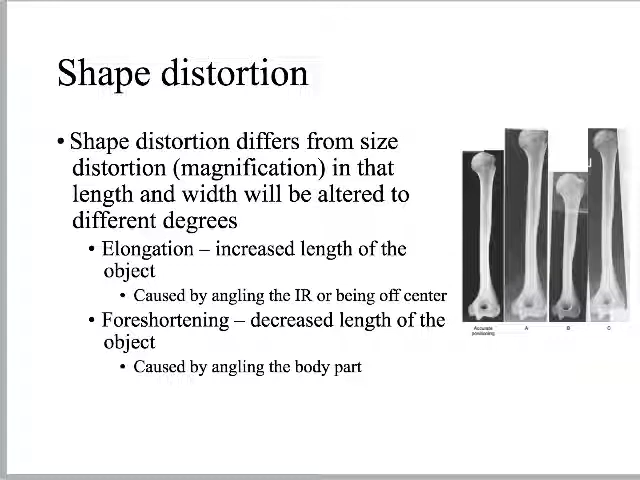 Shape distortion
• Shape distortion differs from size
distortion (magnification) in that
length and width will be altered to
different degrees
• Elongation – increased length of the
object
• Caused by angling the IR or being off center
• Foreshortening – decreased length of the
object
• Caused by angling the body part
Accurate
positioning
A
B
C